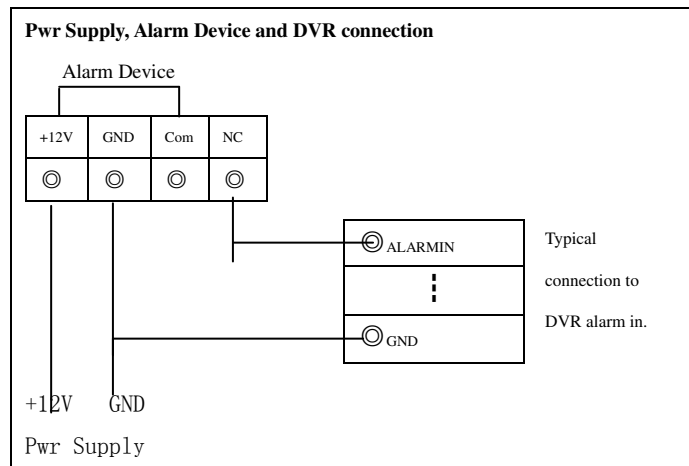 Pwr Supply, Alarm Device and DVR connection
Alarm Device
+12V GND Com NC
ALARMIN
GND
Typical
connection to
DVR alarm in.
+12V GND
Pwr Supply